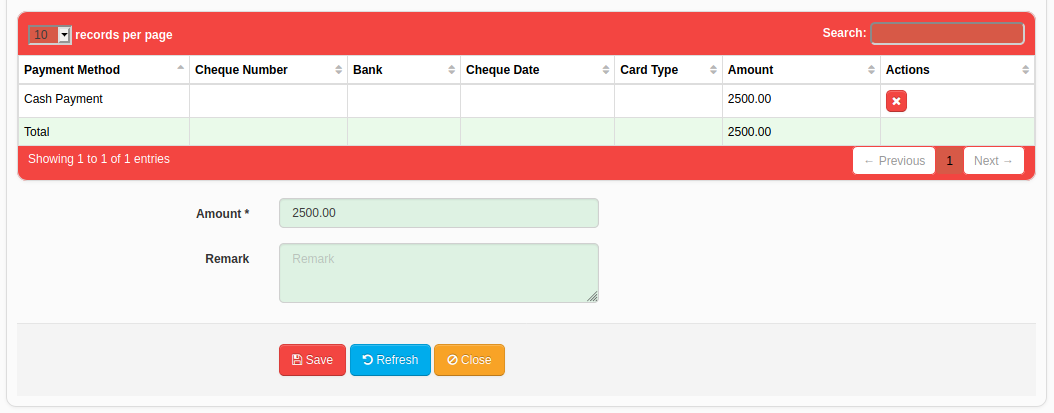 10 records per page Search:
Payment Method Cheque Number Bank Cheque Date Card Type Amount Actions
Cash Payment 2500.00
Total 2500.00
Showing 1 to 1 of 1 entries ← Previous 1 Next →
Amount * 2500.00
Remark Remark
Save Refresh Close